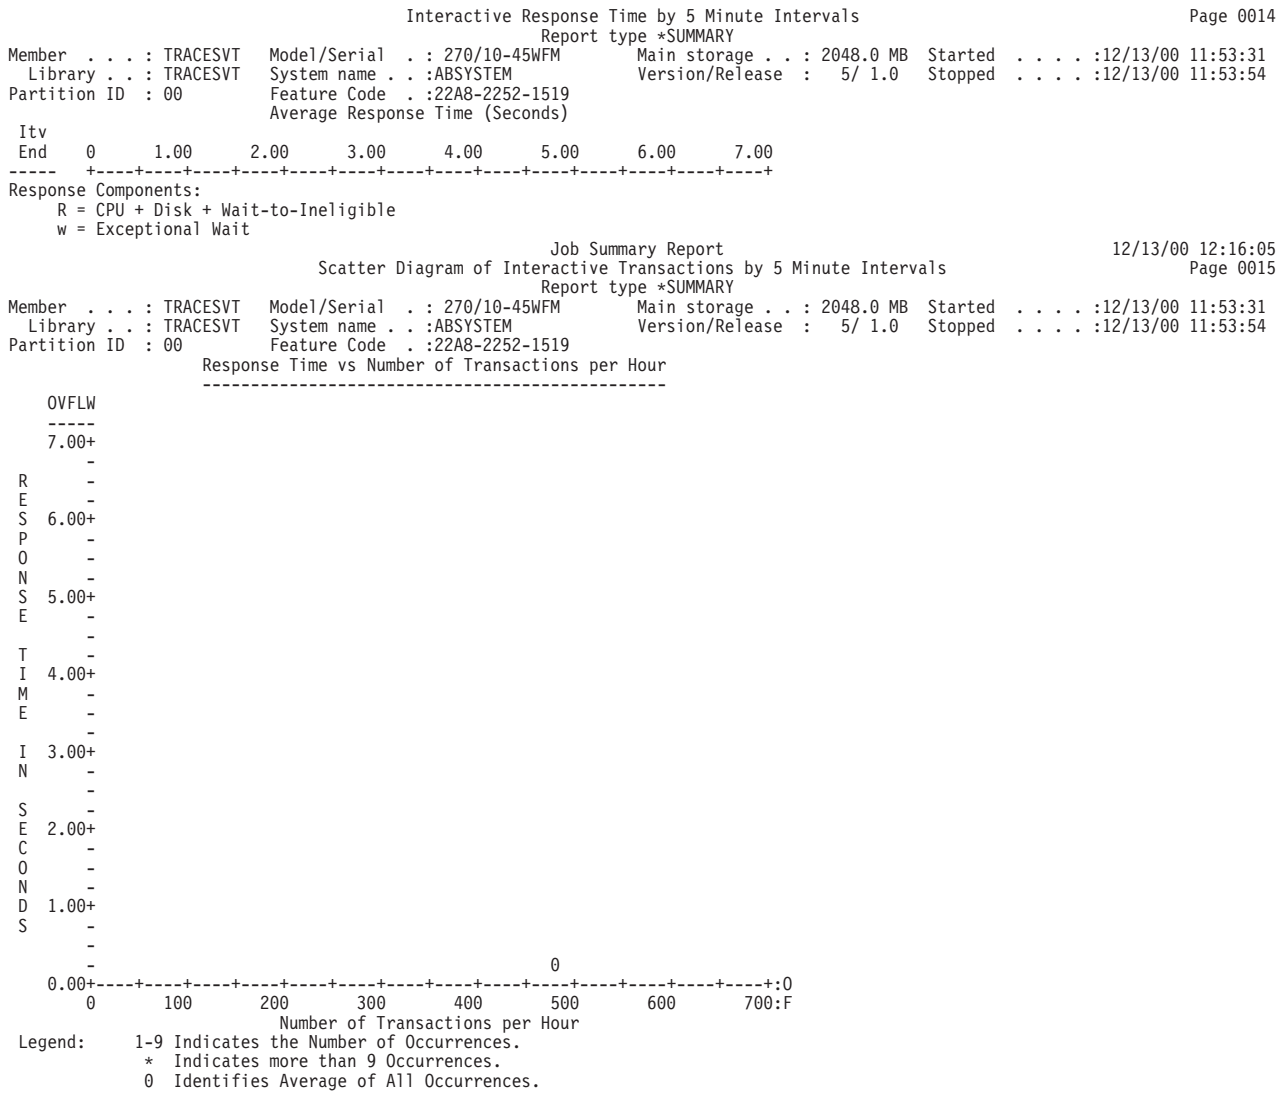 Interactive Response Time by 5 Minute Intervals                                  Page 0014
Report type *SUMMARY
Member  . . . : TRACESVT   Model/Serial  . : 270/10-45WFM        Main storage . . : 2048.0 MB  Started  . . . . :12/13/00 11:53:31
  Library . . : TRACESVT   System name . . :ABSYSTEM             Version/Release  :   5/ 1.0   Stopped  . . . . :12/13/00 11:53:54
Partition ID  : 00         Feature Code  . :22A8-2252-1519
                           Average Response Time (Seconds)
 Itv
 End    0      1.00      2.00      3.00      4.00      5.00      6.00      7.00
-----   +----+----+----+----+----+----+----+----+----+----+----+----+----+----+
Response Components:
     R = CPU + Disk + Wait-to-Ineligible
     w = Exceptional Wait
Job Summary Report                                        12/13/00 12:16:05
Scatter Diagram of Interactive Transactions by 5 Minute Intervals                         Page 0015
Report type *SUMMARY
Member  . . . : TRACESVT   Model/Serial  . : 270/10-45WFM        Main storage . . : 2048.0 MB  Started  . . . . :12/13/00 11:53:31
  Library . . : TRACESVT   System name . . :ABSYSTEM             Version/Release  :   5/ 1.0   Stopped  . . . . :12/13/00 11:53:54
Partition ID  : 00         Feature Code  . :22A8-2252-1519
                    Response Time vs Number of Transactions per Hour
                    ------------------------------------------------
    OVFLW
    -----
    7.00+
        -
 R      -
 E      -
 S  6.00+
 P      -
 O      -
 N      -
 S  5.00+
 E      -
        -
 T      -
 I  4.00+
 M      -
 E      -
        -
 I  3.00+
 N      -
        -
 S      -
 E  2.00+
 C      -
 O      -
 N      -
 D  1.00+
 S      -
        -
        -                                               0
    0.00+----+----+----+----+----+----+----+----+----+----+----+----+----+----+:O
        0       100       200       300       400       500       600       700:F
                            Number of Transactions per Hour
 Legend:     1-9 Indicates the Number of Occurrences.
              *  Indicates more than 9 Occurrences.
              0  Identifies Average of All Occurrences.